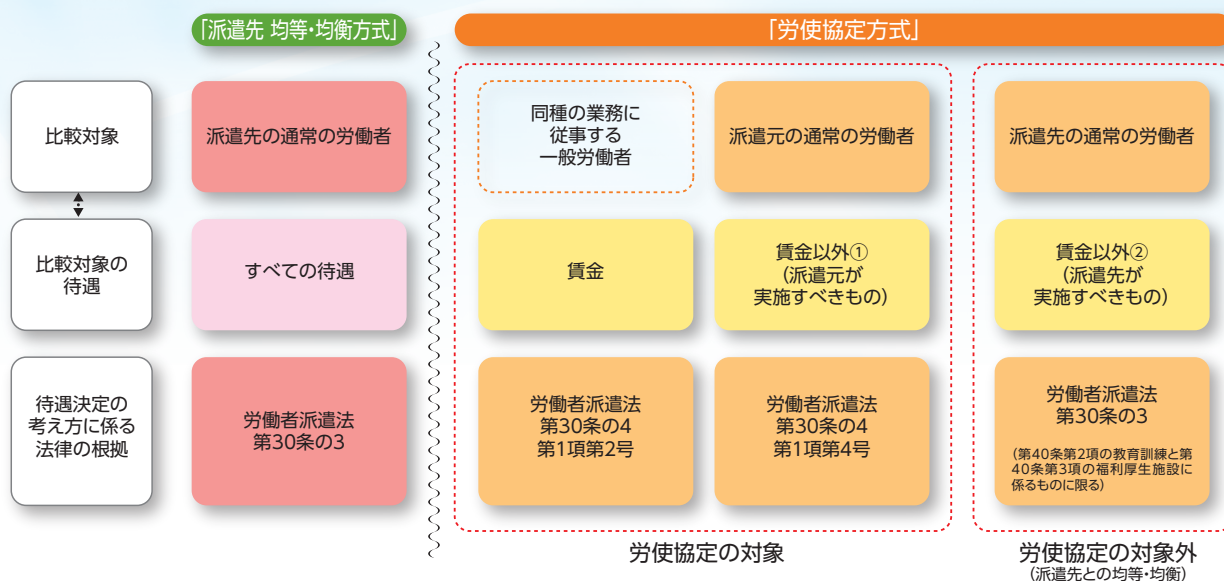 「派遣先 均等・均衡方式」
「労使協定方式」
比較対象
派遣先の通常の労働者
同種の業務に
従事する
一般労働者
派遣元の通常の労働者
派遣先の通常の労働者
比較対象の
待遇
すべての待遇
賃金
賃金以外①
(派遣元が
実施すべきもの)
賃金以外②
(派遣先が
実施すべきもの)
待遇決定の
考え方に係る
法律の根拠
労働者派遣法
第30条の3
労働者派遣法
第30条の4
第1項第2号
労働者派遣法
第30条の4
第1項第4号
労働者派遣法
第30条の3
(第40条第2項の教育訓練と第
40条第3項の福利厚生施設に
係るものに限る)
労使協定の対象
労使協定の対象外
(派遣先との均等・均衡)